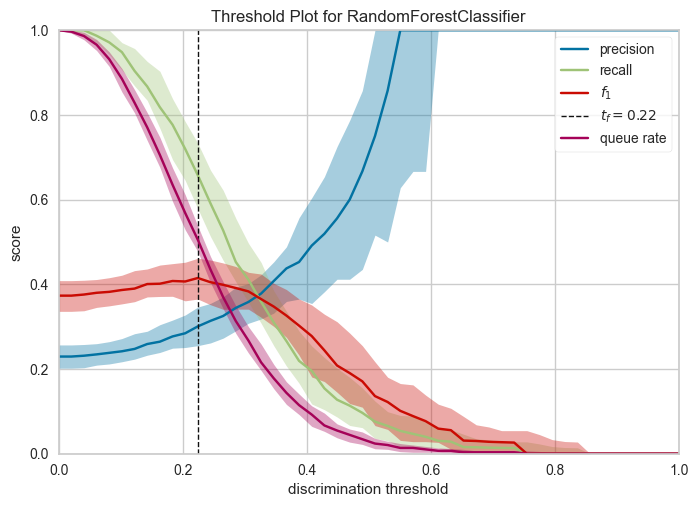 Threshold Plot for RandomForestClassifier
1.0
0.8
0.6
0.4
0.2
0.0
score
0.0 0.2 0.4 0.6 0.8 1.0
discrimination threshold
precision
recall
f₁
t_f = 0.22
queue rate